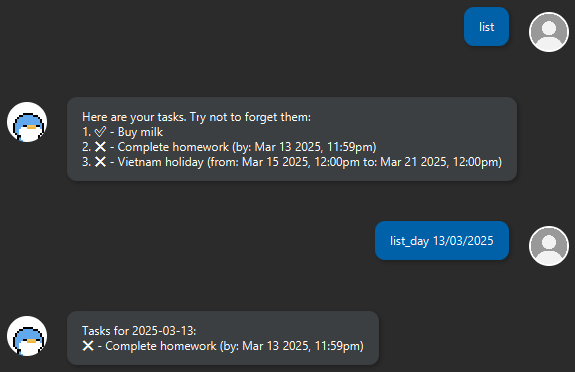 list
Here are your tasks. Try not to forget them:
1. ✅ - Buy milk
2. ❌ - Complete homework (by: Mar 13 2025, 11:59pm)
3. ❌ - Vietnam holiday (from: Mar 15 2025, 12:00pm to: Mar 21 2025, 12:00pm)
list_day 13/03/2025
Tasks for 2025-03-13:
❌ - Complete homework (by: Mar 13 2025, 11:59pm)